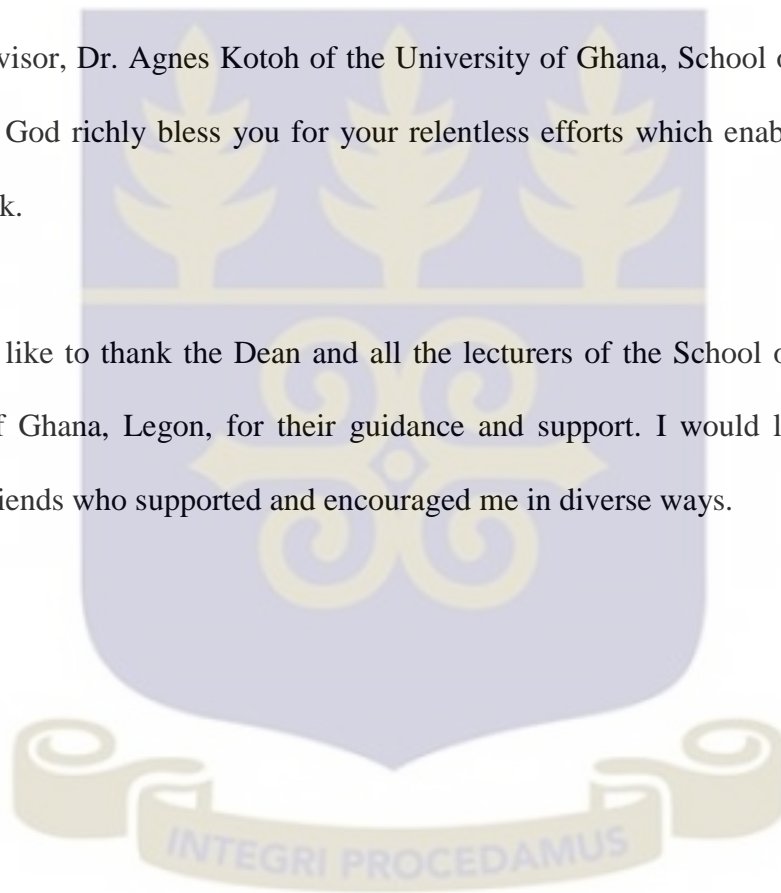 visor, Dr. Agnes Kotoh of the University of Ghana, School o
God richly bless you for your relentless efforts which enab
k.
like to thank the Dean and all the lecturers of the School o
f Ghana, Legon, for their guidance and support. I would l
iends who supported and encouraged me in diverse ways.
INTEGRI PROCEDAMUS